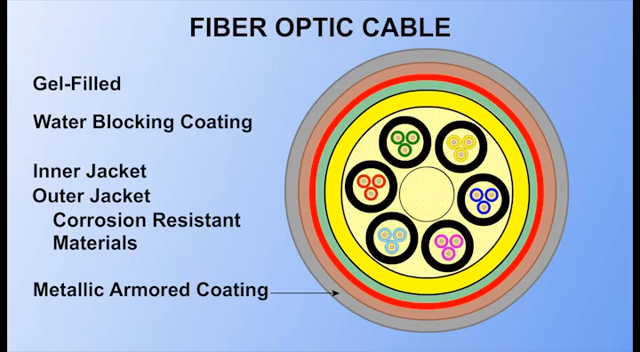 FIBER OPTIC CABLE
Gel-Filled
Water Blocking Coating
Inner Jacket
Outer Jacket
Corrosion Resistant
Materials
Metallic Armored Coating